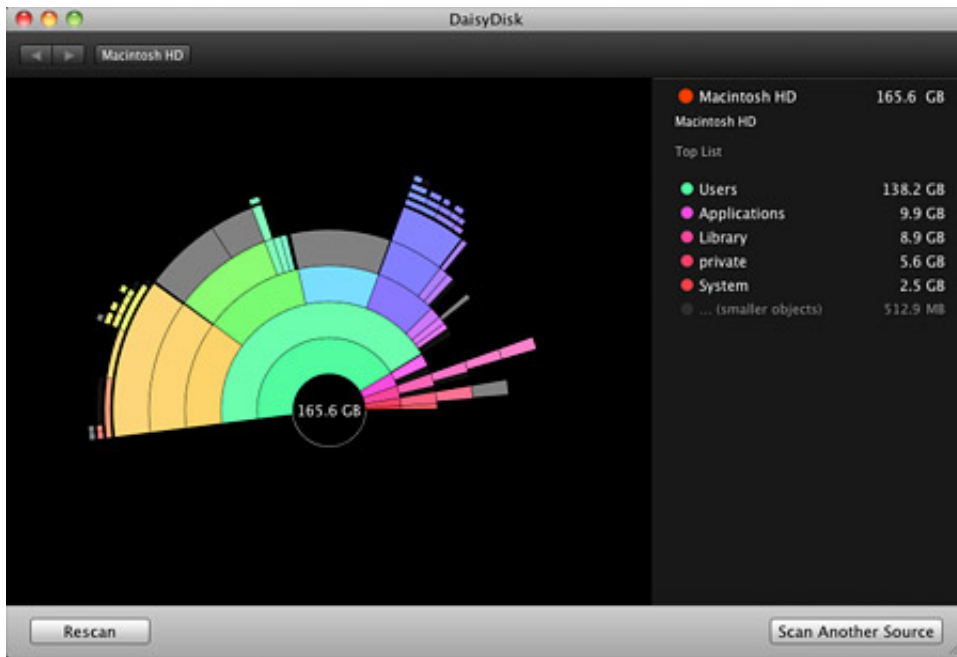 DaisyDisk
Macintosh HD
Macintosh HD 165.6 GB
Macintosh HD
Top List
Users 138.2 GB
Applications 9.9 GB
Library 8.9 GB
private 5.6 GB
System 2.5 GB
... (smaller objects) 512.9 MB
165.6 GB
Rescan
Scan Another Source